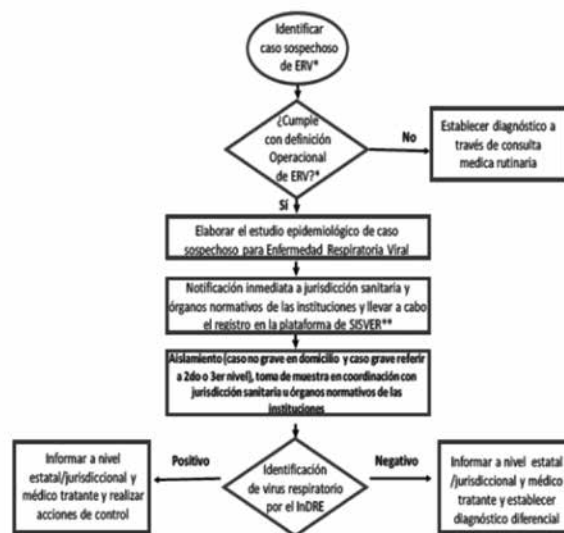 Identificar
caso sospechoso
de ERV*
¿Cumple
con definición
Operacional
de ERV?*
No
Establecer diagnóstico a
través de consulta
medica rutinaria
Sí
Elaborar el estudio epidemiológico de caso
sospechoso para Enfermedad Respiratoria Viral
Notificación inmediata a jurisdicción sanitaria y
órganos normativos de las instituciones y llevar a cabo
el registro en la plataforma de SISVER**
Aislamiento (caso no grave en domicilio y caso grave referir
a 2do o 3er nivel), toma de muestra en coordinación con
jurisdicción sanitaria u órganos normativos de las
instituciones
Informar a nivel
estatal/jurisdiccional y
médico tratante y realizar
acciones de control
Positivo
Identificación
de virus respiratorio
por el InDRE
Negativo
Informar a nivel estatal
/jurisdiccional y médico
tratante y establecer
diagnóstico diferencial